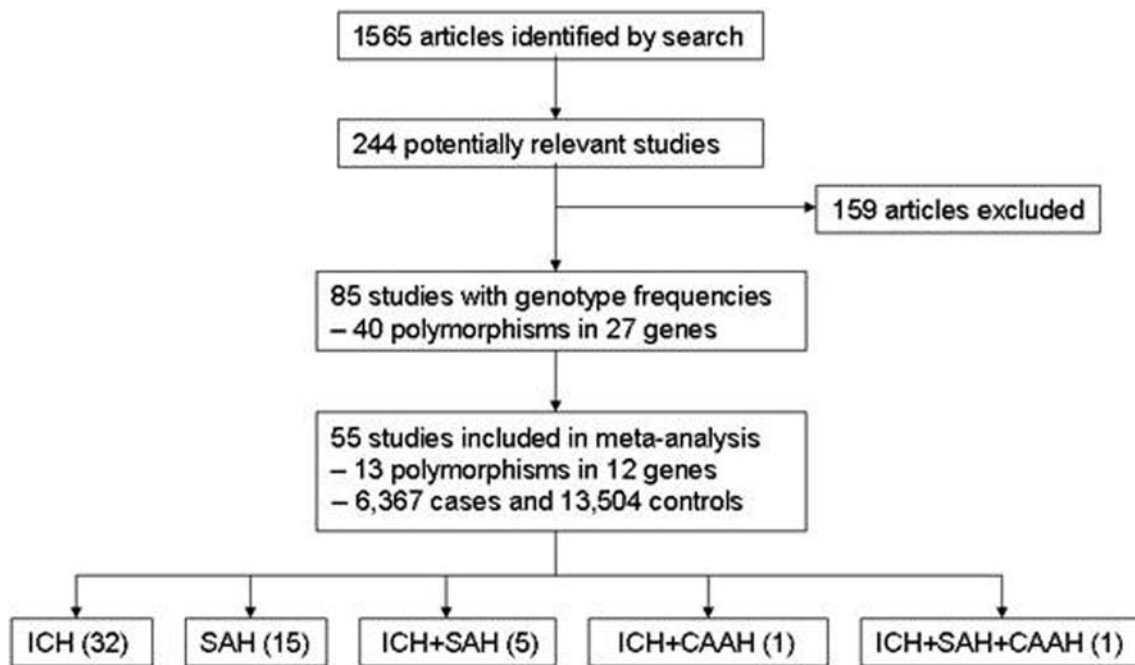 1565 articles identified by search
244 potentially relevant studies
159 articles excluded
85 studies with genotype frequencies
– 40 polymorphisms in 27 genes
55 studies included in meta-analysis
– 13 polymorphisms in 12 genes
– 6,367 cases and 13,504 controls
ICH (32)
SAH (15)
ICH+SAH (5)
ICH+CAAH (1)
ICH+SAH+CAAH (1)